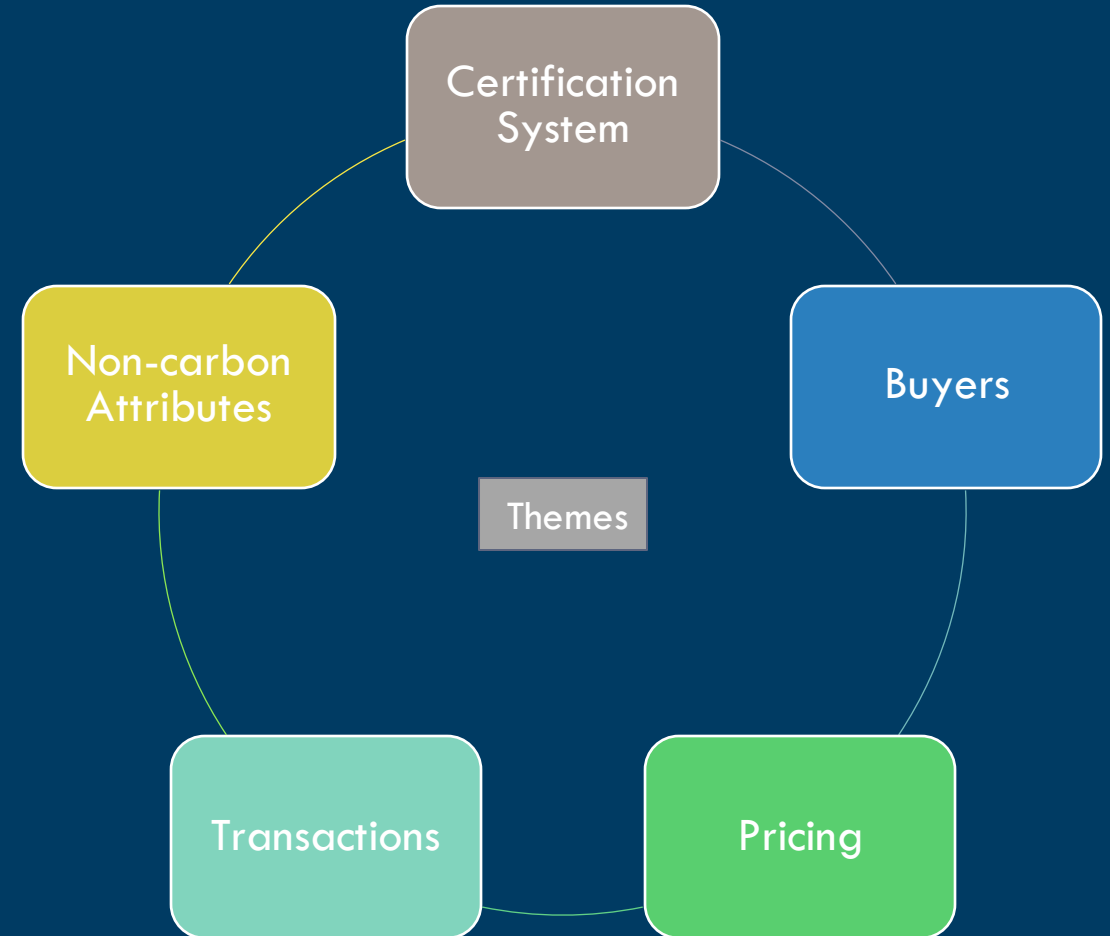 Certification
System
Non-carbon
Attributes
Buyers
Themes
Transactions
Pricing